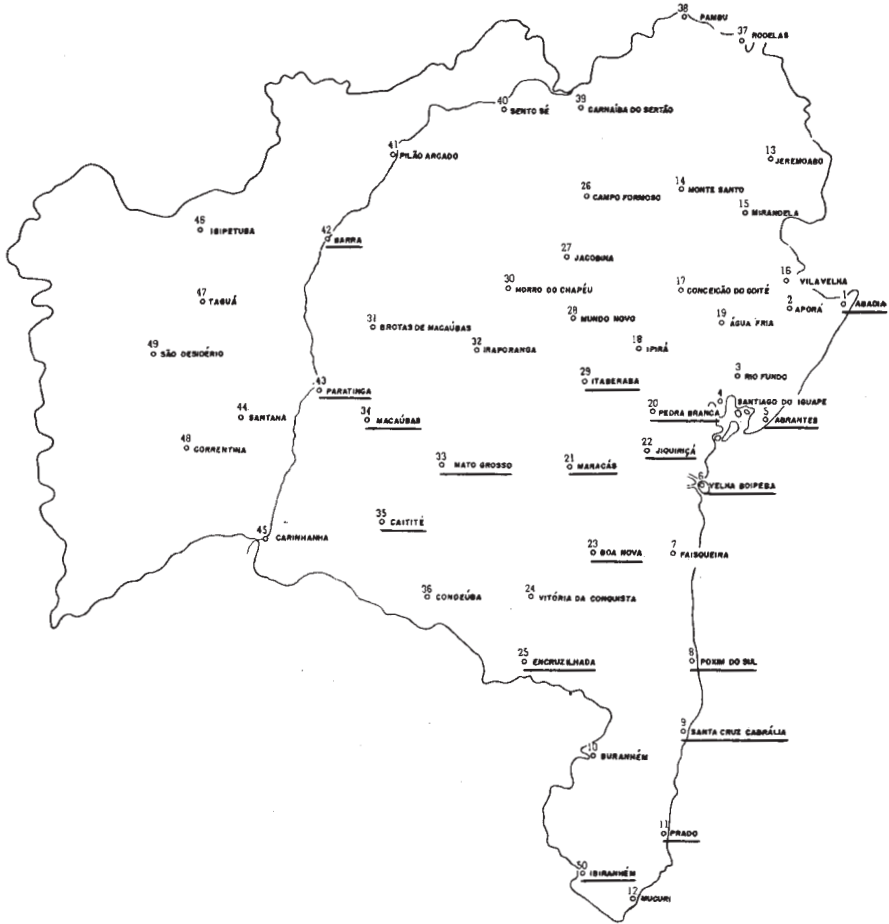 38 PAMBU
37 RODELAS
40 SENTO SÉ
39 CARNAÍBA DO SERTÃO
41 PILÃO ARCADO
13 JEREMOABO
14 MONTE SANTO
26 CAMPO FORMOSO
15 MIRANDELA
46 IBIPETUBA
42 BARRA
27 JACOBINA
16 VILA VELHA
30 MORRO DO CHAPÉU
17 CONCEIÇÃO DO COITÉ
47 TAGUÁ
1 ABADIA
2 APORÁ
28 MUNDO NOVO
19 ÁGUA FRIA
31 BROTAS DE MACAÚBAS
32 IRAPORANGA
18 IPIRÁ
49 SÃO DESIDÉRIO
3 RIO FUNDO
29 ITABERABA
43 PARATINGA
4 SANTIAGO DO IGUAPE
20 PEDRA BRANCA
5 ABRANTES
44 SANTANA
34 MACAÚBAS
48 CORRENTINA
22 JIQUIRIÇÁ
33 MATO GROSSO
21 MARACÁS
6 VELHA BOIPEBA
35 CAITITÉ
45 CARINHANHA
23 BOA NOVA
7 FAISQUEIRA
36 CONDEÚBA
24 VITÓRIA DA CONQUISTA
25 ENCRUZILHADA
8 POXIM DO SUL
9 SANTA CRUZ CABRÁLIA
10 BURANHÉM
11 PRADO
50 IBIRANHÉM
12 MUCURI